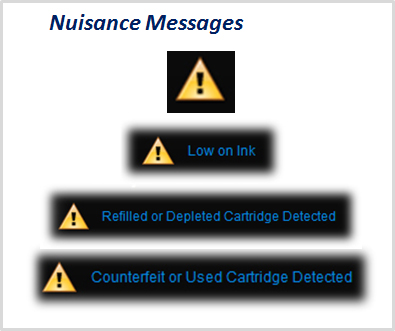 Nuisance Messages
Low on Ink
Refilled or Depleted Cartridge Detected
Counterfeit or Used Cartridge Detected